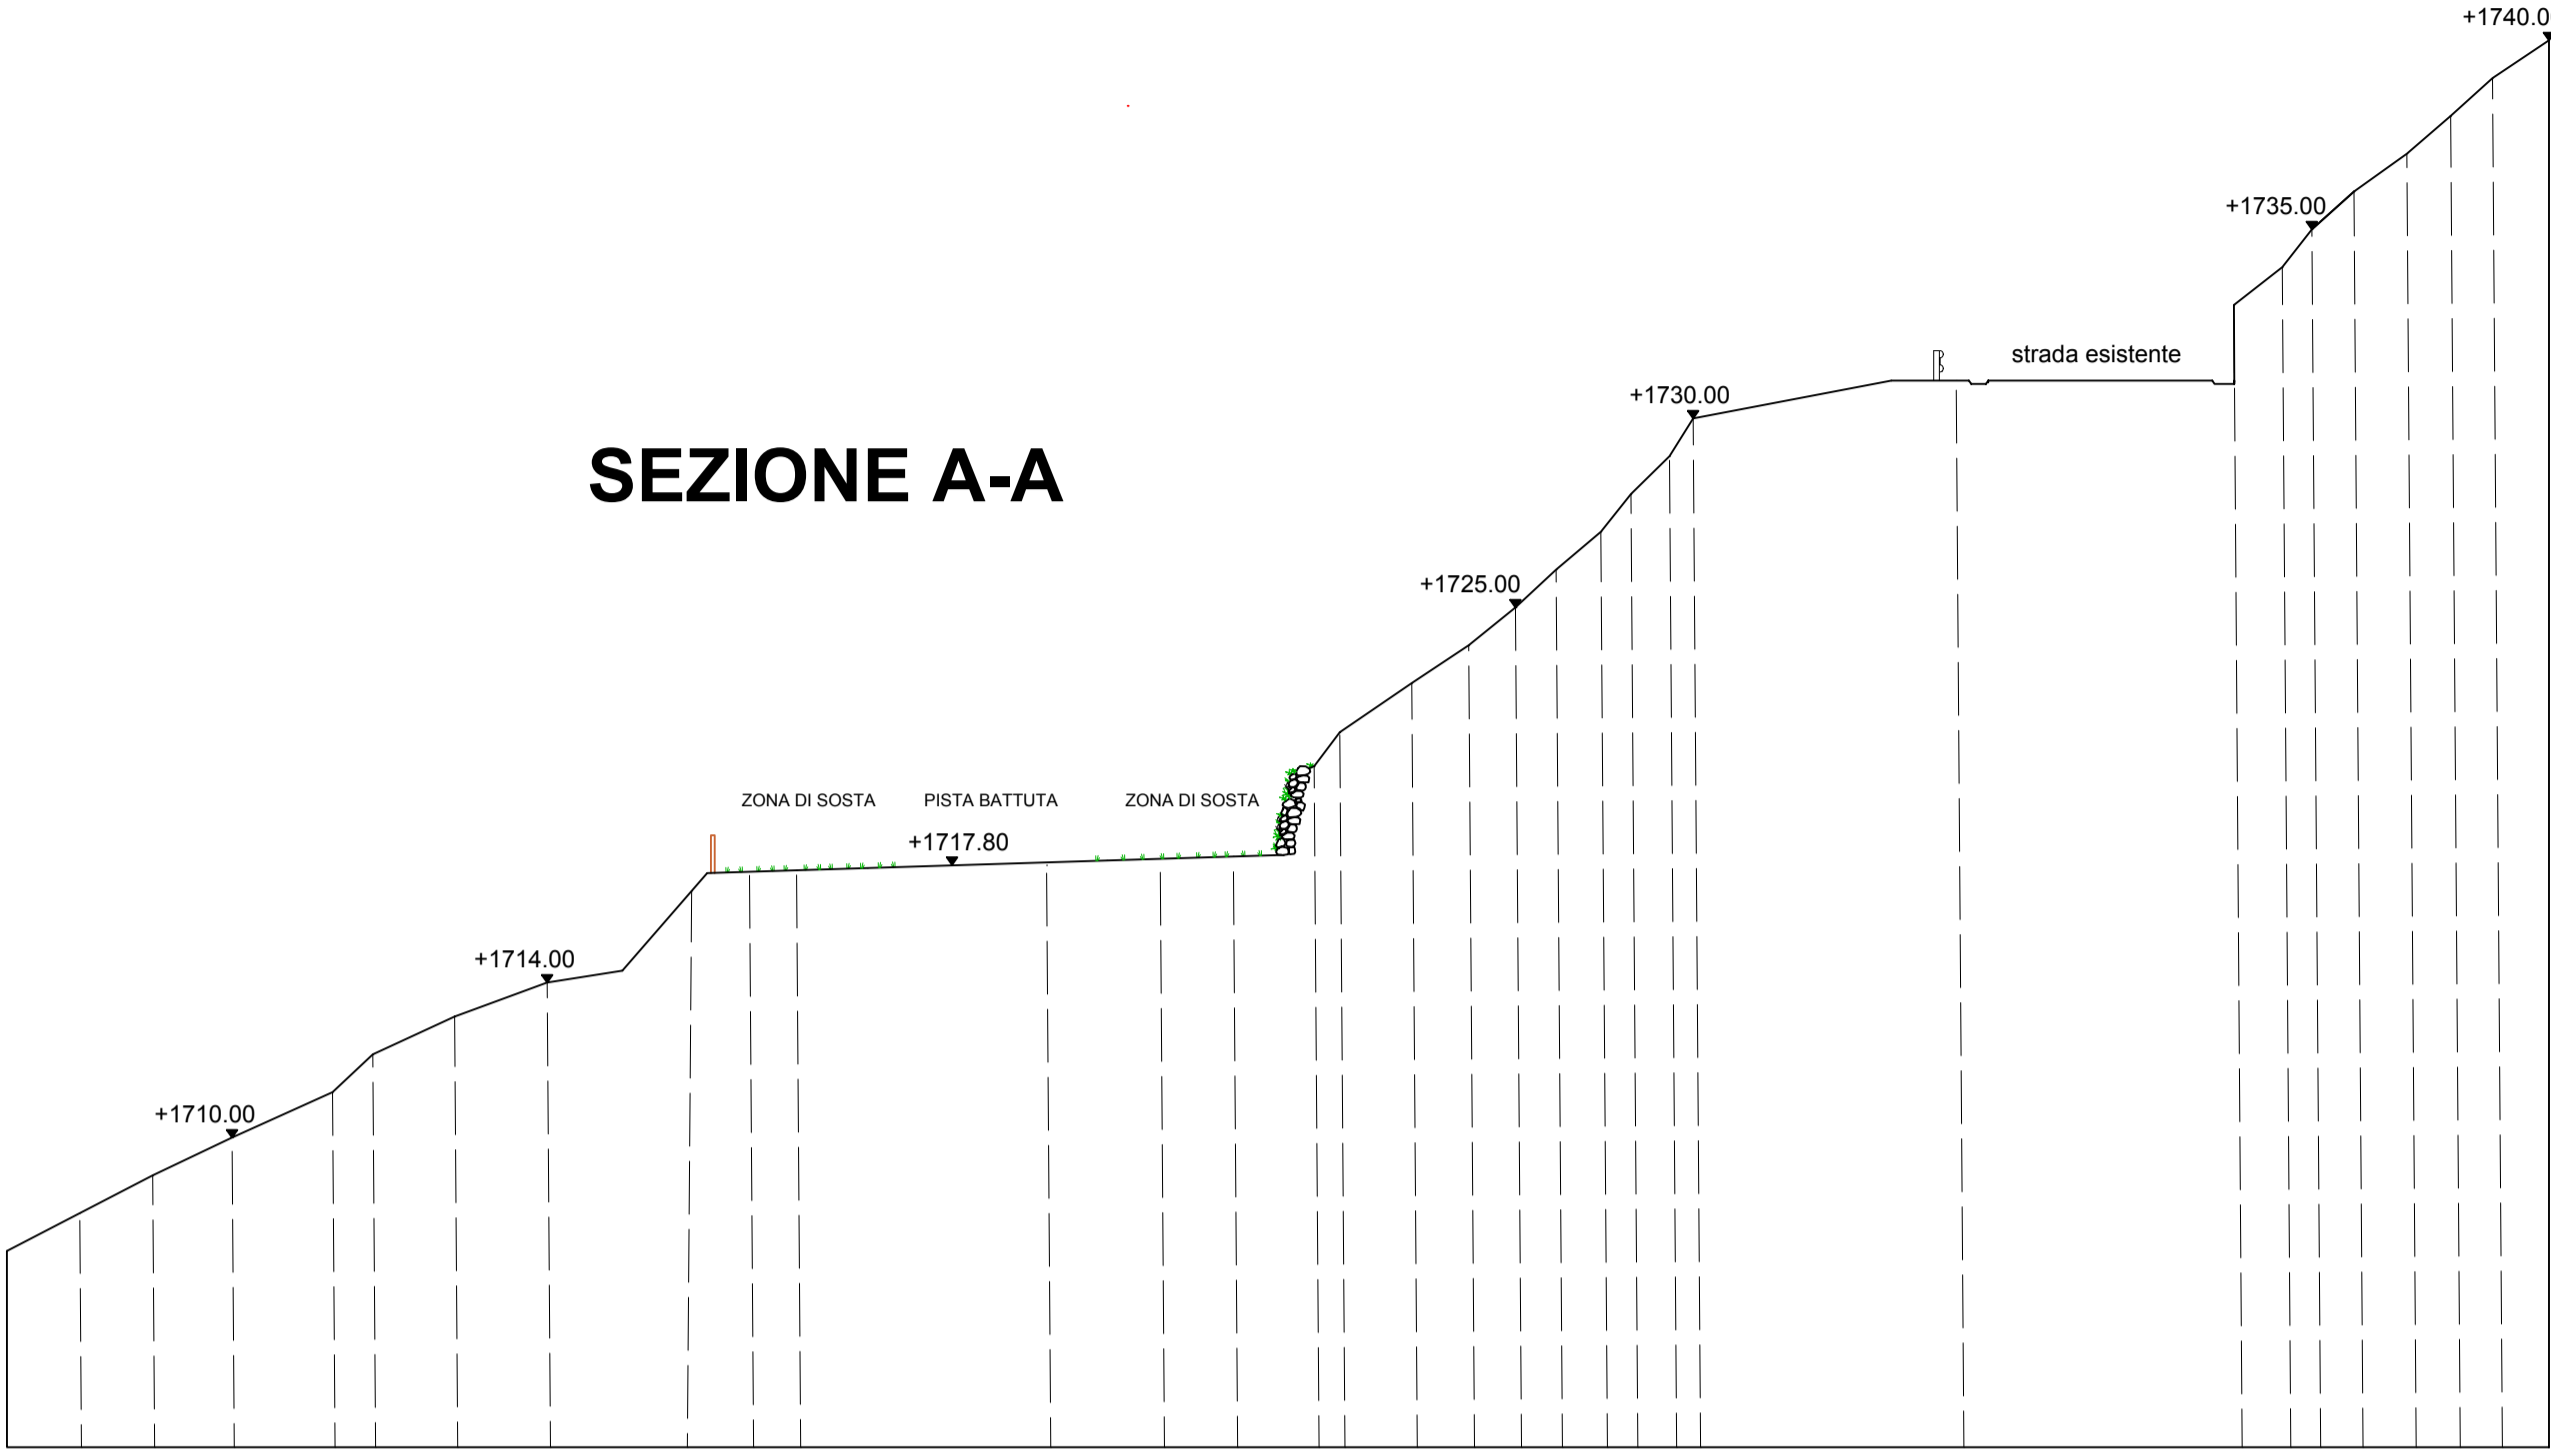 +1740.0
+1735.00
strada esistente
+1730.00
SEZIONE A-A
+1725.00
ZONA DI SOSTA PISTA BATTUTA ZONA DI SOSTA
+1717.80
+1714.00
+1710.00